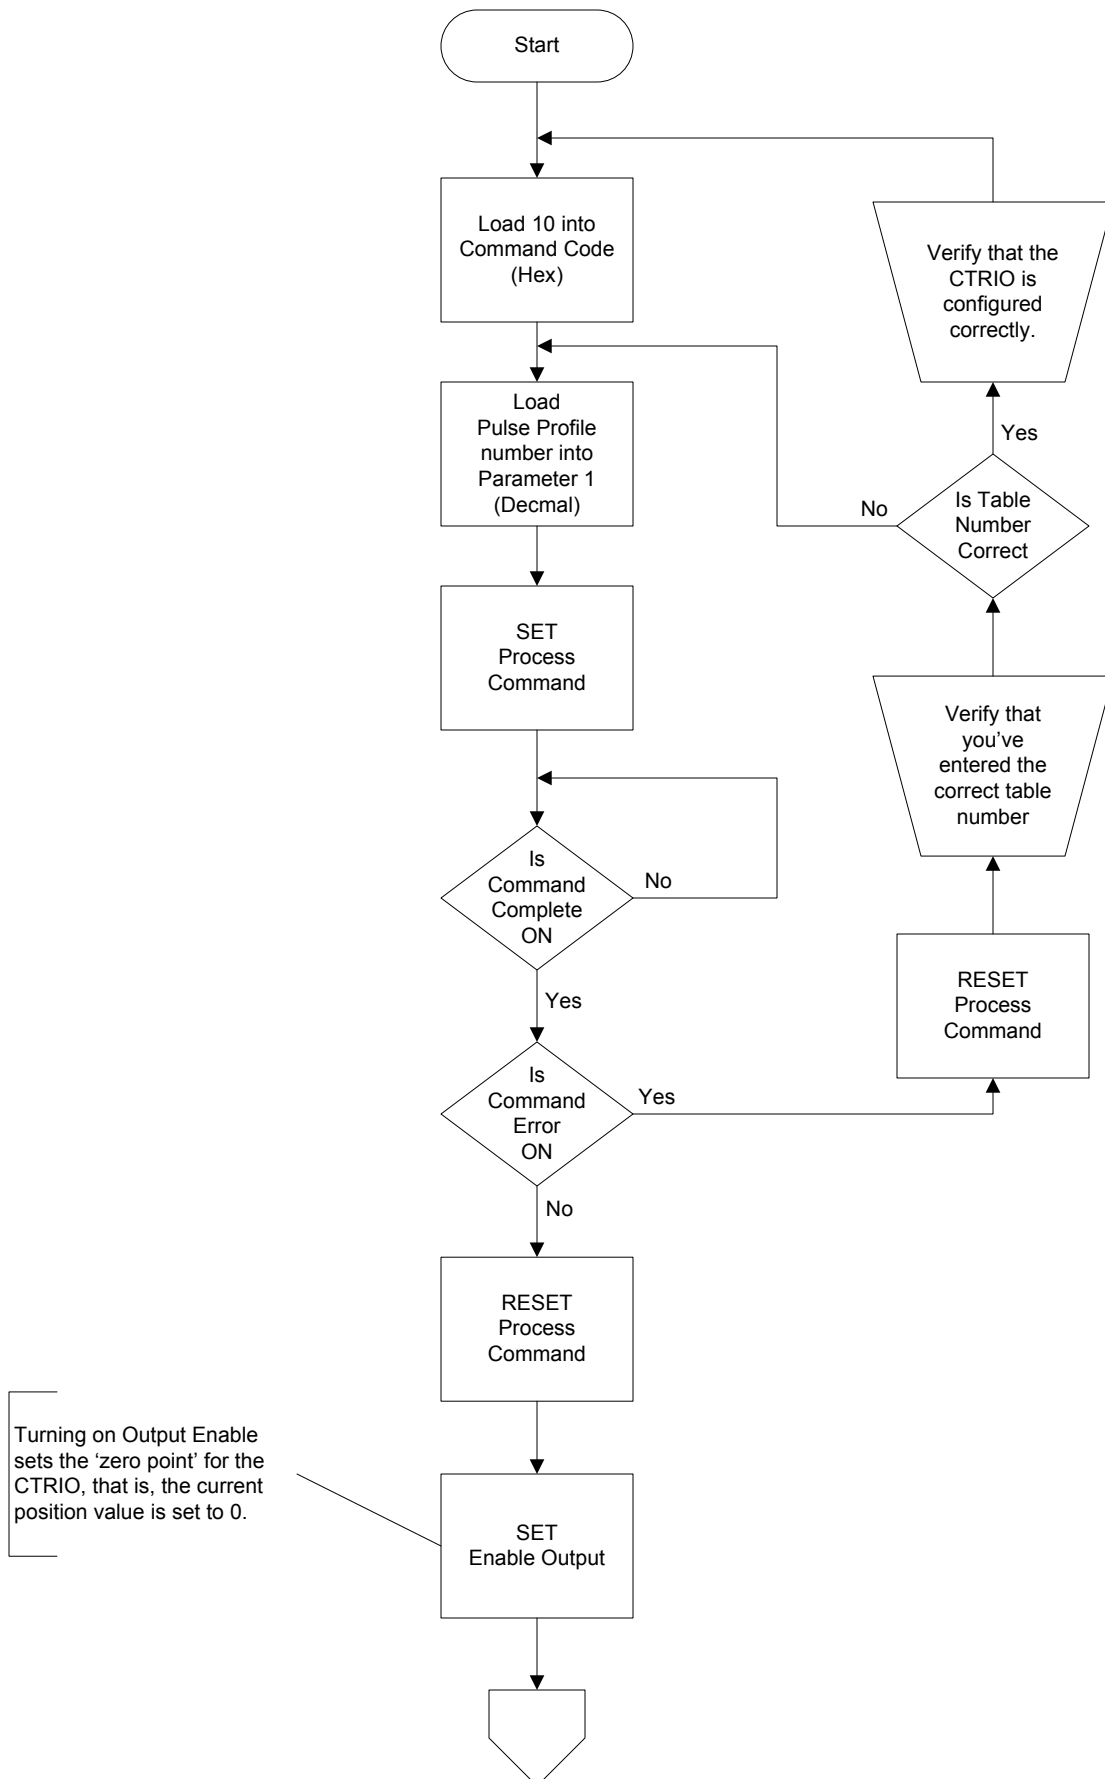 Start
Load 10 into
Command Code
(Hex)
Load
Pulse Profile
number into
Parameter 1
(Decmal)
SET
Process
Command
Is
Command
Complete
ON
No
Yes
Is
Command
Error
ON
Yes
No
RESET
Process
Command
Verify that
you’ve
entered the
correct table
number
Is Table
Number
Correct
No
Yes
Verify that the
CTRIO is
configured
correctly.
RESET
Process
Command
Turning on Output Enable
sets the ‘zero point’ for the
CTRIO, that is, the current
position value is set to 0.
SET
Enable Output